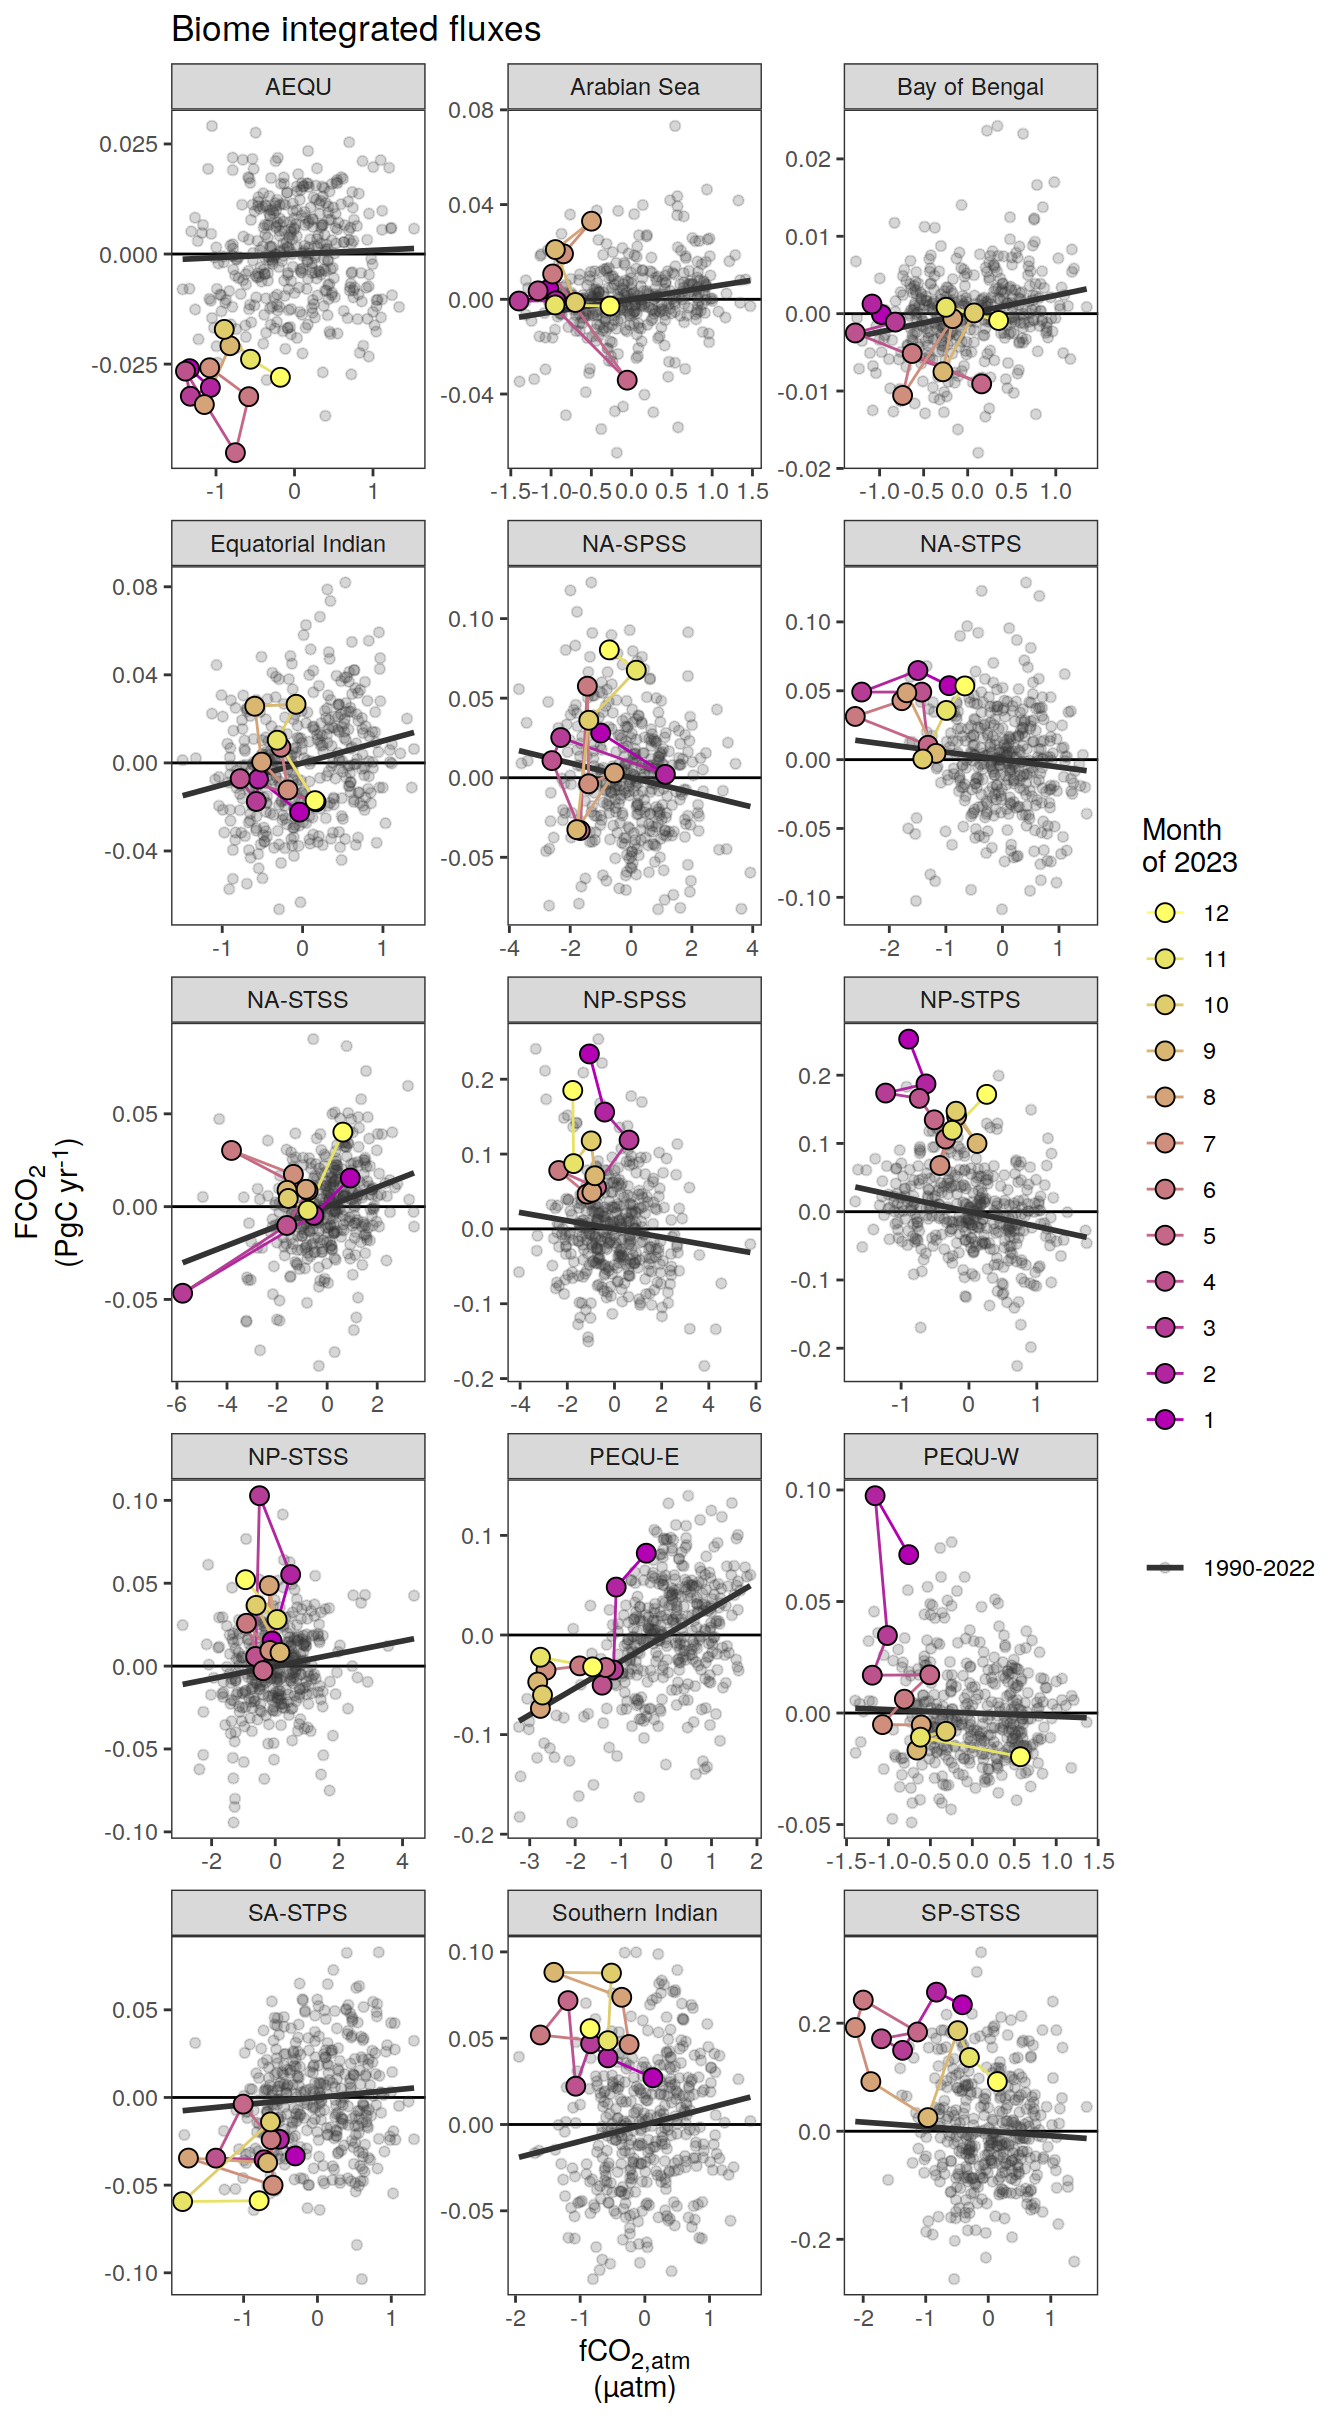 Biome integrated fluxes
AEQU
Arabian Sea
Bay of Bengal
0.025
0.000
-0.025
-1 0 1
0.08
0.04
0.00
-0.04
-1.5 -1.0 -0.5 0.0 0.5 1.0 1.5
0.02
0.01
0.00
-0.01
-0.02
-1.0 -0.5 0.0 0.5 1.0
Equatorial Indian
NA-SPSS
NA-STPS
0.08
0.04
0.00
-0.04
-1 0 1
0.10
0.05
0.00
-0.05
-4 -2 0 2 4
0.10
0.05
0.00
-0.05
-0.10
-2 -1 0 1
NA-STSS
NP-SPSS
NP-STPS
0.05
0.00
-0.05
-6 -4 -2 0 2
0.2
0.1
0.0
-0.1
-0.2
-4 -2 0 2 4 6
0.2
0.1
0.0
-0.1
-0.2
-1 0 1
NP-STSS
PEQU-E
PEQU-W
0.10
0.05
0.00
-0.05
-0.10
-2 0 2 4
0.1
0.0
-0.1
-0.2
-3 -2 -1 0 1 2
0.10
0.05
0.00
-0.05
-1.5 -1.0 -0.5 0.0 0.5 1.0 1.5
SA-STPS
Southern Indian
SP-STSS
0.05
0.00
-0.05
-0.10
-1 0 1
0.10
0.05
0.00
-0.05
-2 -1 0 1
0.2
0.0
-0.2
-2 -1 0 1
FCO2
(PgC yr-1)
fCO2,atm
(µatm)
Month
of 2023
12
11
10
9
8
7
6
5
4
3
2
1
1990-2022